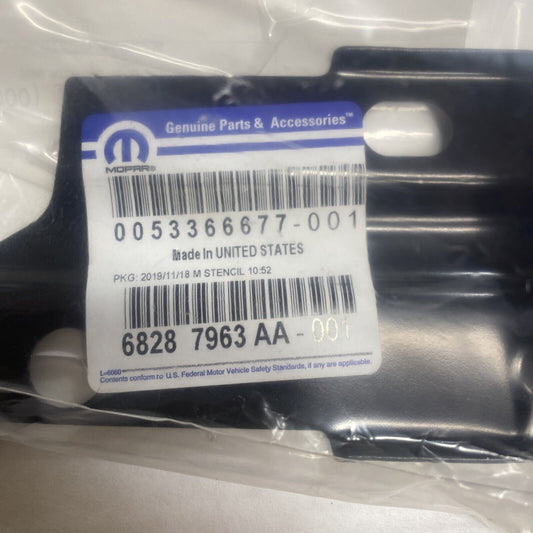 Genuine Parts & Accessories™
MOPAR®
0053366677-001
Made In UNITED STATES
PKG: 2019/11/18 M STENCIL 10:52
6828 7963 AA - 001
L-6060
Contents conform to U.S. Federal Motor Vehicle Safety Standards, if any are applicable.